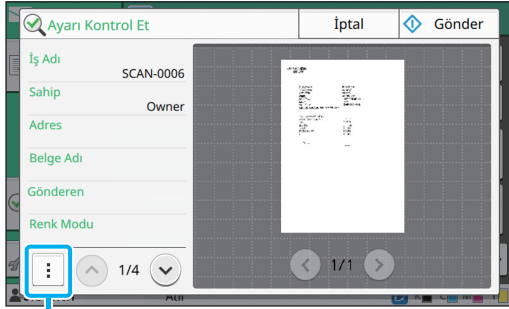 Ayarı Kontrol Et
İptal
Gönder
İş Adı
SCAN-0006
Sahip
Owner
Adres
Belge Adı
Gönderen
Renk Modu
1/4
1/1